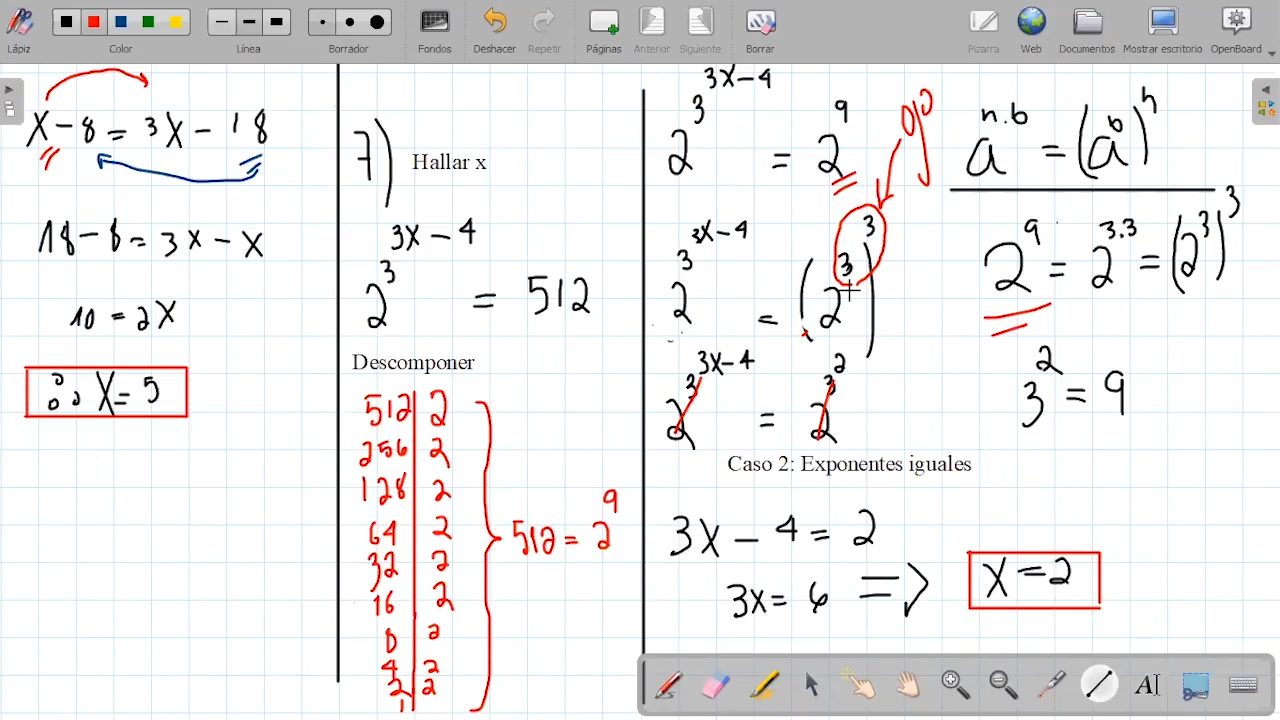 Lápiz
Color
Línea
Borrador
Fondos
Deshacer
Repetir
Páginas
Anterior
Siguiente
Borrar
Pizarra
Web
Documentos
Mostrar escritorio
OpenBoard
x - 8 = 3x - 18
18 - 8 = 3x - x
10 = 2x
∴ x = 5
7) Hallar x
2^3^(3x-4) = 512
Descomponer
512 | 2
256 | 2
128 | 2
64 | 2
32 | 2
16 | 2
8 | 2
4 | 2
2 | 2
1
512 = 2^9
2^3^(3x-4) = 2^9
ojo
2^3^(3x-4) = (2^3)^3
2^3^(3x-4) = 2^3^2
Caso 2: Exponentes iguales
3x - 4 = 2
3x = 6 => x = 2
a^(n.b) = (a^b)^n
2^9 = 2^(3.3) = (2^3)^3
3^2 = 9